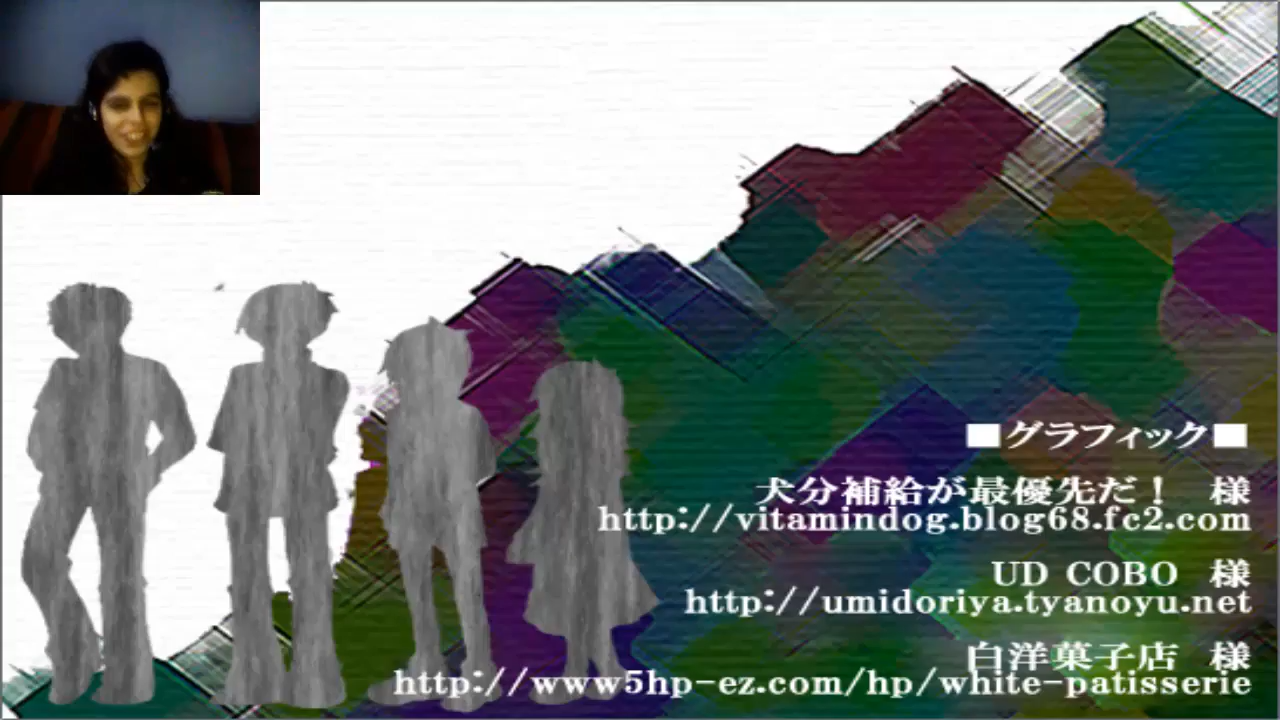 ■グラフィック■
犬分補給が最優先だ！ 様
http://vitamindog.blog68.fc2.com
UD COBO 様
http://umidoriya.tyanoyu.net
白洋菓子店 様
http://www5hp-ez.com/hp/white-patisserie